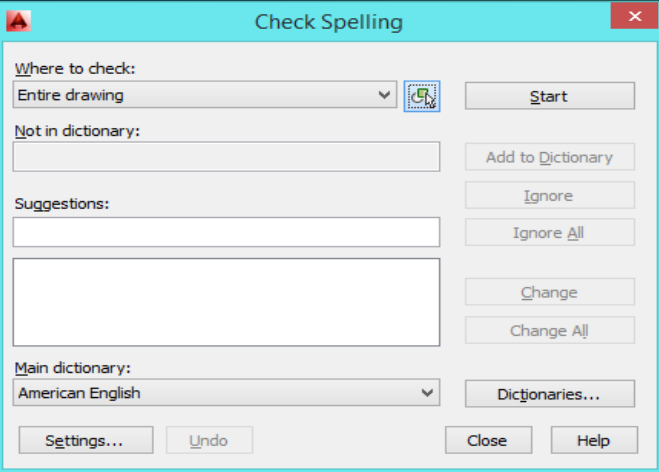 Check Spelling
Where to check:
Entire drawing
Start
Not in dictionary:
Add to Dictionary
Ignore
Suggestions:
Ignore All
Change
Change All
Main dictionary:
American English
Dictionaries...
Settings...
Undo
Close
Help